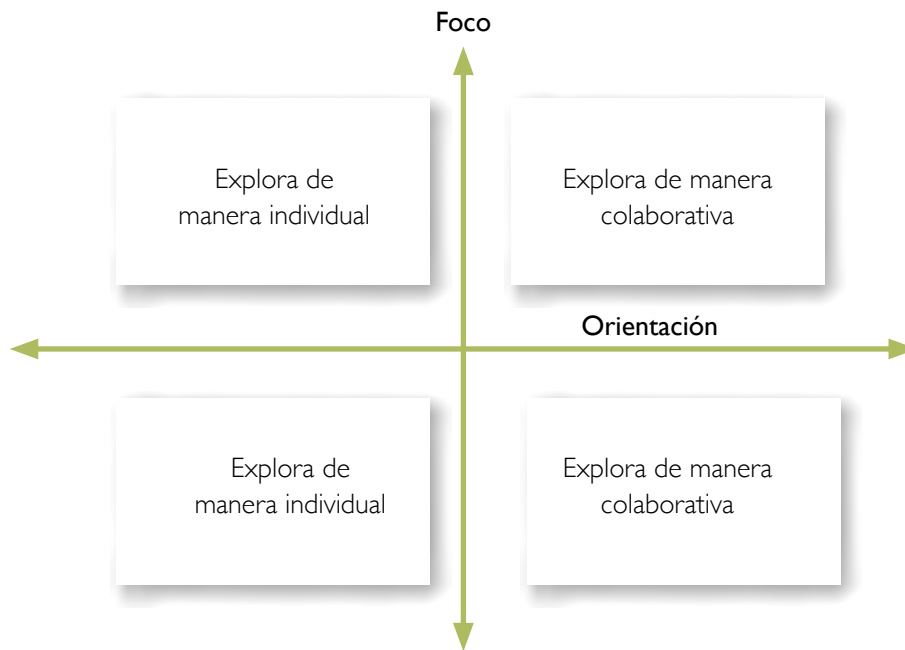 Foco
Explora de
manera individual
Explora de manera
colaborativa
Orientación
Explora de
manera individual
Explora de manera
colaborativa